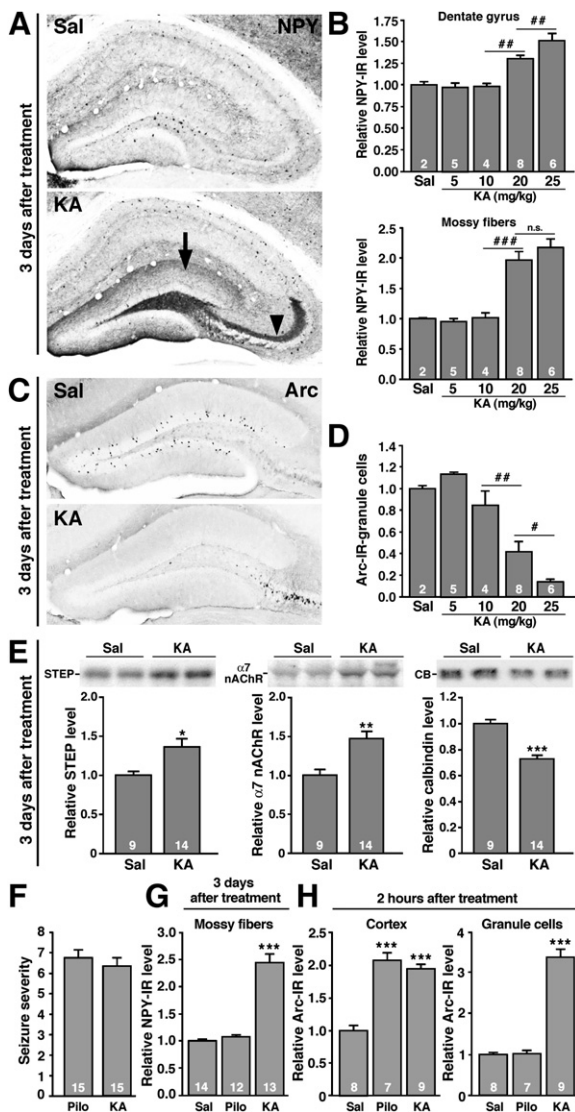 A
Sal
NPY
KA
3 days after treatment
B
Dentate gyrus
Relative NPY-IR level
1.75
1.50
1.25
1.00
0.75
0.50
0.25
0.00
##
##
2 5 4 8 6
Sal 5 10 20 25
KA (mg/kg)
Mossy fibers
Relative NPY-IR level
2.5
2.0
1.5
1.0
0.5
0.0
###
n.s.
2 5 4 8 6
Sal 5 10 20 25
KA (mg/kg)
C
Sal
Arc
KA
3 days after treatment
D
Arc-IR-granule cells
1.4
1.2
1.0
0.8
0.6
0.4
0.2
0.0
##
#
2 5 4 8 6
Sal 5 10 20 25
KA (mg/kg)
E
3 days after treatment
Sal KA
STEP-
Relative STEP level
2.0
1.5
1.0
0.5
0.0
*
9 14
Sal KA
Sal KA
α7
nAChR-
Relative α7 nAChR level
2.0
1.5
1.0
0.5
0.0
**
9 14
Sal KA
Sal KA
CB-
Relative calbindin level
1.2
1.0
0.8
0.6
0.4
0.2
0.0
***
9 14
Sal KA
F
Seizure severity
8
7
6
5
4
3
2
1
0
15 15
Pilo KA
G
3 days
after treatment
Mossy fibers
Relative NPY-IR level
3.0
2.5
2.0
1.5
1.0
0.5
0.0
***
14 12 13
Sal Pilo KA
H
2 hours after treatment
Cortex
Relative Arc-IR level
2.5
2.0
1.5
1.0
0.5
0.0
*** ***
8 7 9
Sal Pilo KA
Granule cells
Relative Arc-IR level
4
3
2
1
0
***
8 7 9
Sal Pilo KA